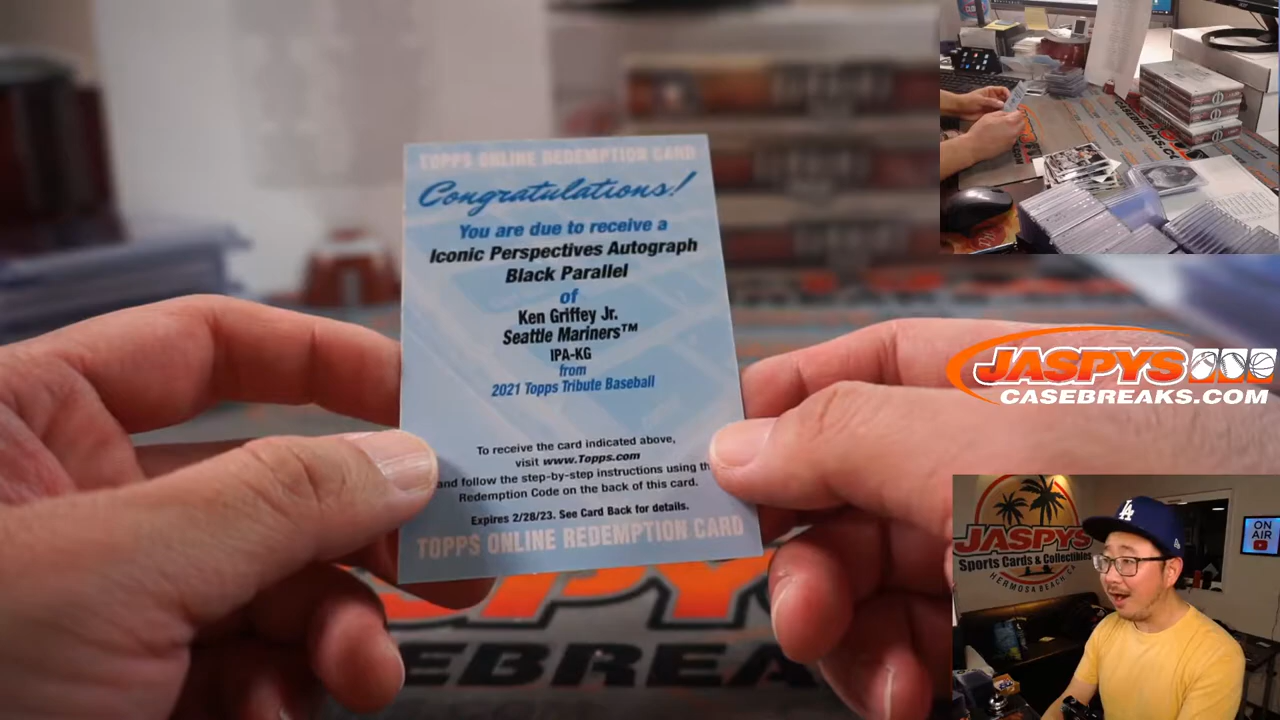 TOPPS ONLINE REDEMPTION CARD
Congratulations!
You are due to receive a
Iconic Perspectives Autograph
Black Parallel
of
Ken Griffey Jr.
Seattle Mariners™
IPA-KG
from
2021 Topps Tribute Baseball
To receive the card indicated above,
visit www.Topps.com
and follow the step-by-step instructions using th
Redemption Code on the back of this card.
Expires 2/28/23. See Card Back for details.
TOPPS ONLINE REDEMPTION CARD
EBREA
JASPYS
CASEBREAKS.COM
JASPYS
Sports Cards & Collectibles
HERMOSA BEACH, CA
LA
ON
AIR